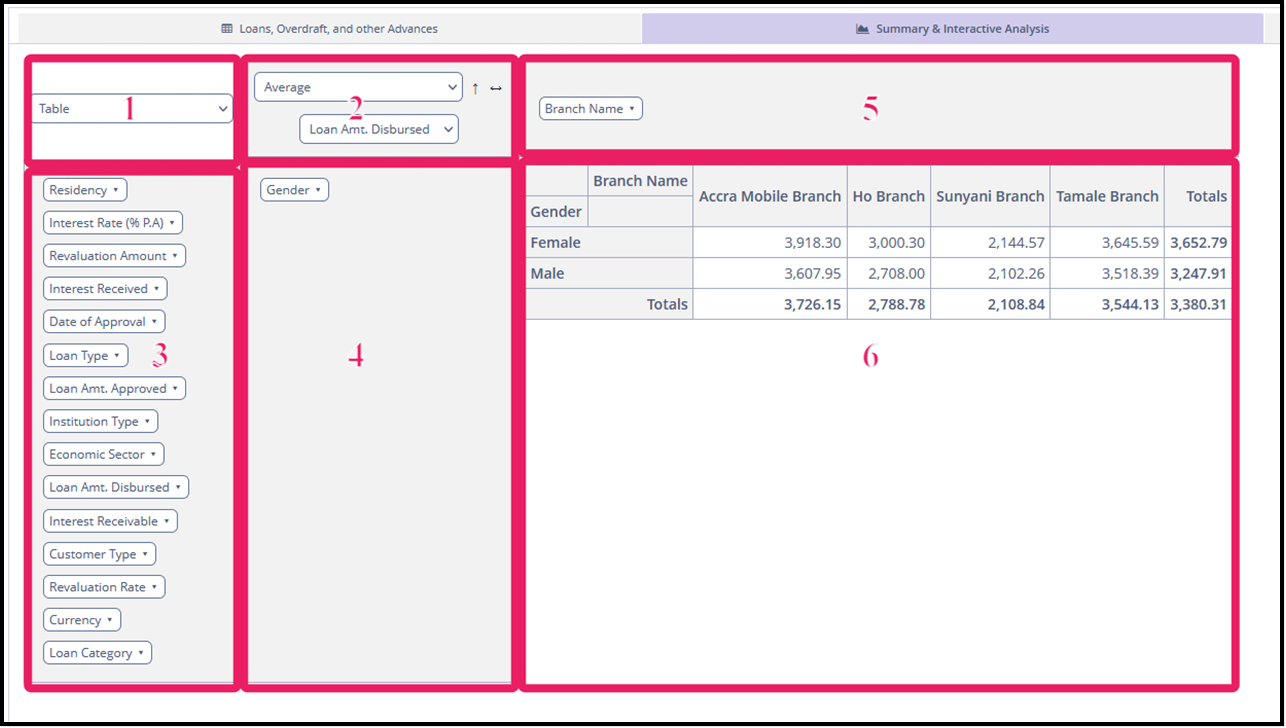 Loans, Overdraft, and other Advances
Summary & Interactive Analysis
Table
1
Average
Loan Amt. Disbursed
2
Branch Name
5
Residency
Interest Rate (% P.A)
Revaluation Amount
Interest Received
Date of Approval
Loan Type
Loan Amt. Approved
Institution Type
Economic Sector
Loan Amt. Disbursed
Interest Receivable
Customer Type
Revaluation Rate
Currency
Loan Category
3
Gender
4
Branch Name Accra Mobile Branch Ho Branch Sunyani Branch Tamale Branch Totals
Gender
Female 3,918.30 3,000.30 2,144.57 3,645.59 3,652.79
Male 3,607.95 2,708.00 2,102.26 3,518.39 3,247.91
Totals 3,726.15 2,788.78 2,108.84 3,544.13 3,380.31
6